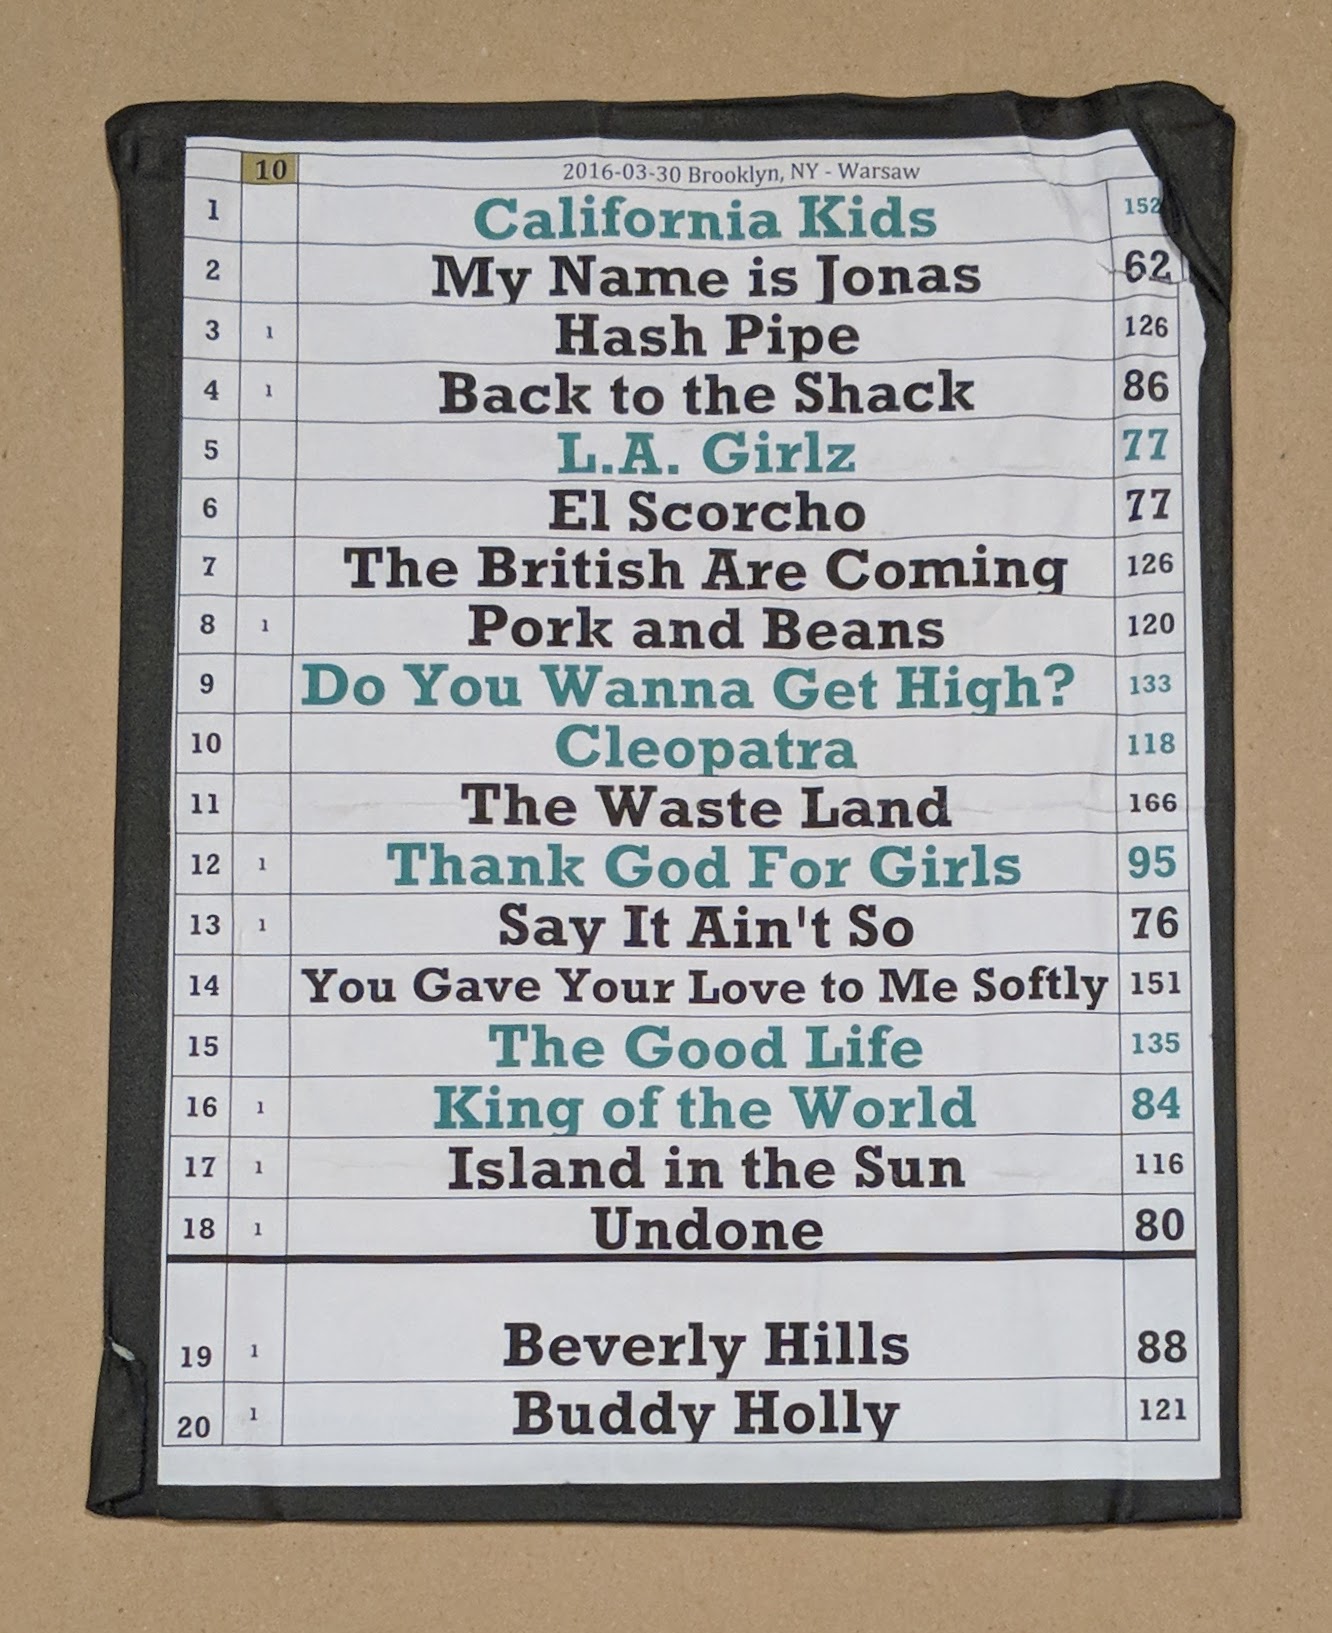 10 2016-03-30 Brooklyn, NY - Warsaw
1 California Kids 152
2 My Name is Jonas 62
3 1 Hash Pipe 126
4 1 Back to the Shack 86
5 L.A. Girlz 77
6 El Scorcho 77
7 The British Are Coming 126
8 1 Pork and Beans 120
9 Do You Wanna Get High? 133
10 Cleopatra 118
11 The Waste Land 166
12 1 Thank God For Girls 95
13 1 Say It Ain't So 76
14 You Gave Your Love to Me Softly 151
15 The Good Life 135
16 1 King of the World 84
17 1 Island in the Sun 116
18 1 Undone 80
19 1 Beverly Hills 88
20 1 Buddy Holly 121